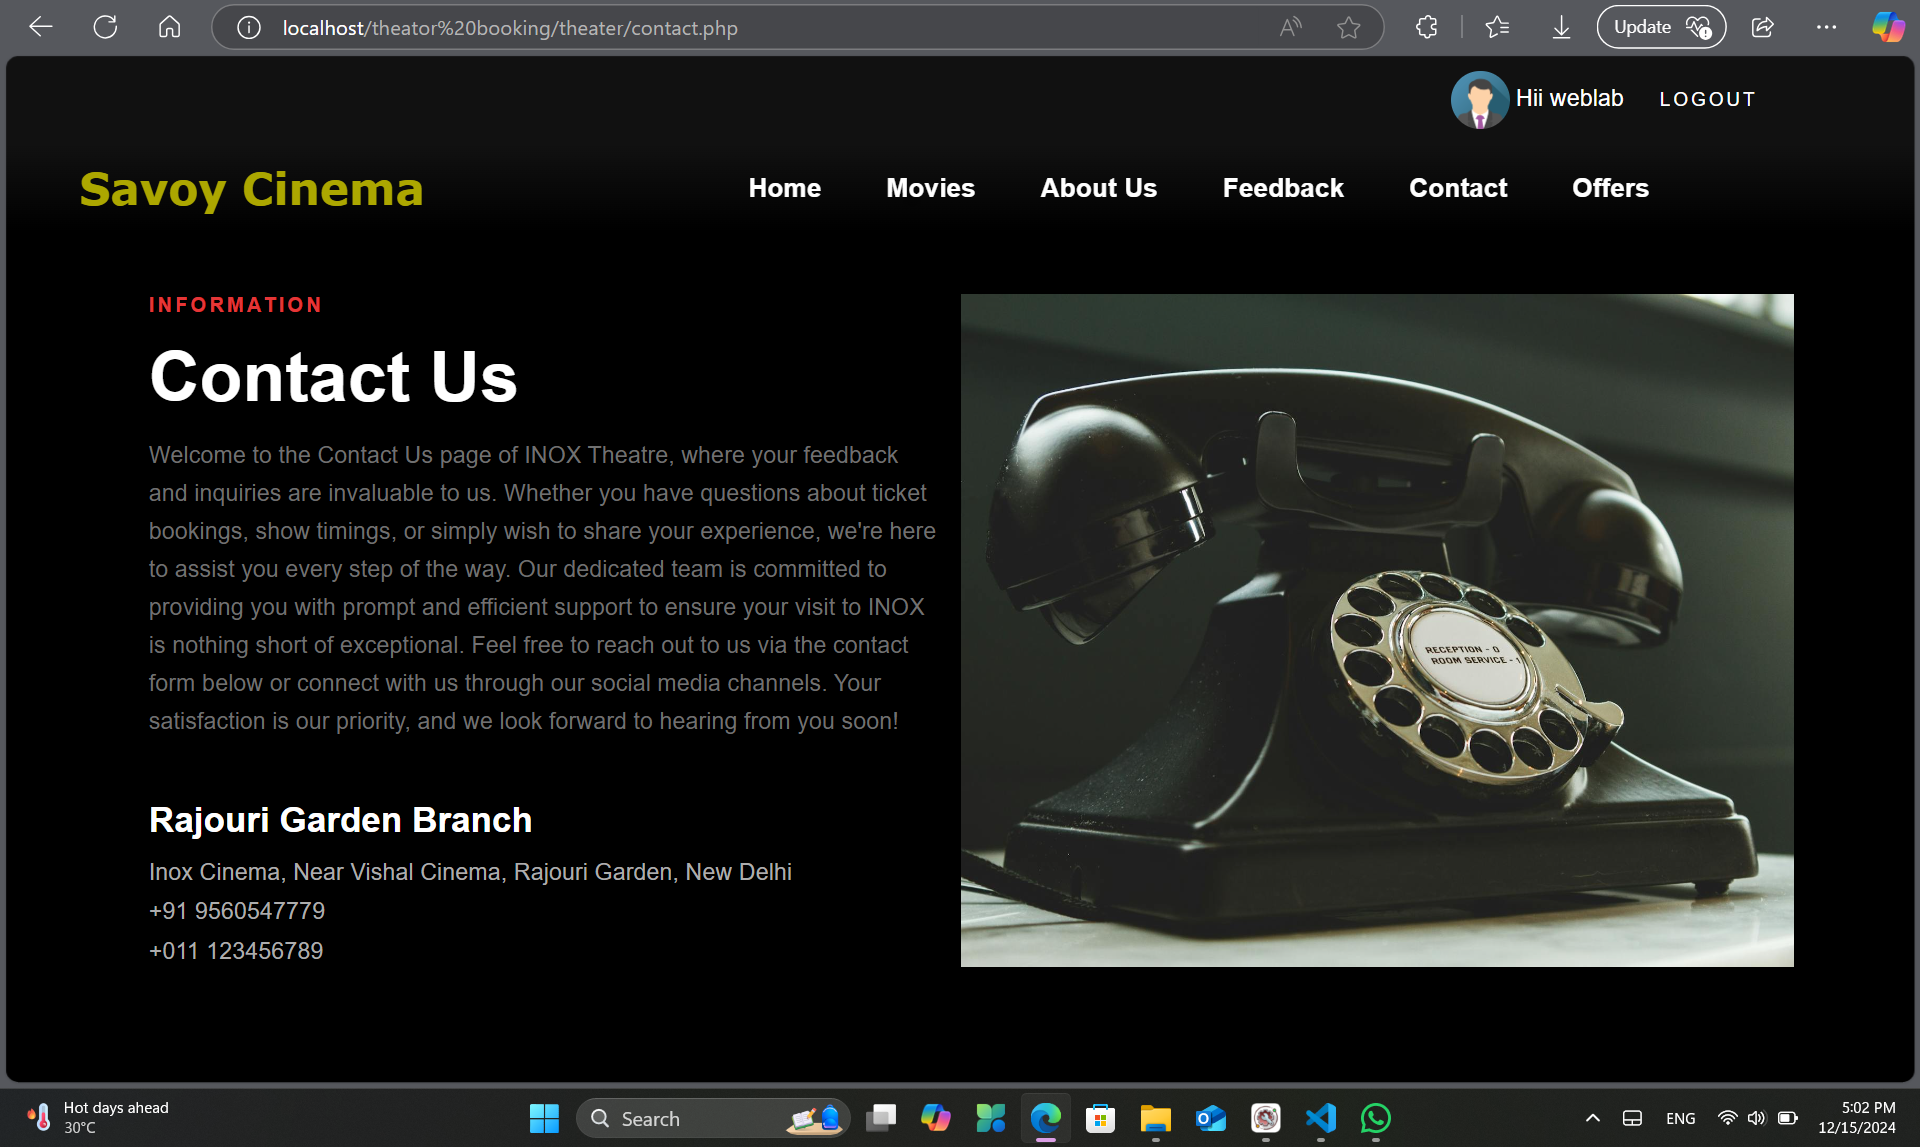 localhost/theator%20booking/theater/contact.php
Update
Hii weblab LOGOUT
Savoy Cinema
Home Movies About Us Feedback Contact Offers
INFORMATION
Contact Us
Welcome to the Contact Us page of INOX Theatre, where your feedback
and inquiries are invaluable to us. Whether you have questions about ticket
bookings, show timings, or simply wish to share your experience, we're here
to assist you every step of the way. Our dedicated team is committed to
providing you with prompt and efficient support to ensure your visit to INOX
is nothing short of exceptional. Feel free to reach out to us via the contact
form below or connect with us through our social media channels. Your
satisfaction is our priority, and we look forward to hearing from you soon!
RECEPTION - 0
ROOM SERVICE - 1
Rajouri Garden Branch
Inox Cinema, Near Vishal Cinema, Rajouri Garden, New Delhi
+91 9560547779
+011 123456789
Hot days ahead
30°C
Search
ENG
5:02 PM
12/15/2024